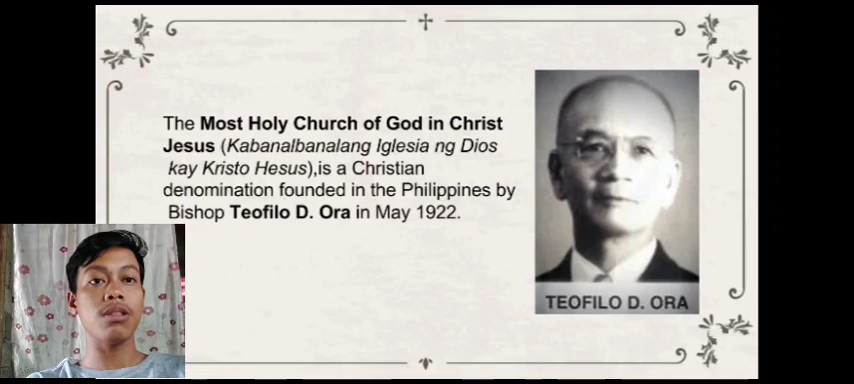 The Most Holy Church of God in Christ
Jesus (Kabanalbanalang Iglesia ng Dios
kay Kristo Hesus),is a Christian
denomination founded in the Philippines by
Bishop Teofilo D. Ora in May 1922.
TEOFILO D. ORA